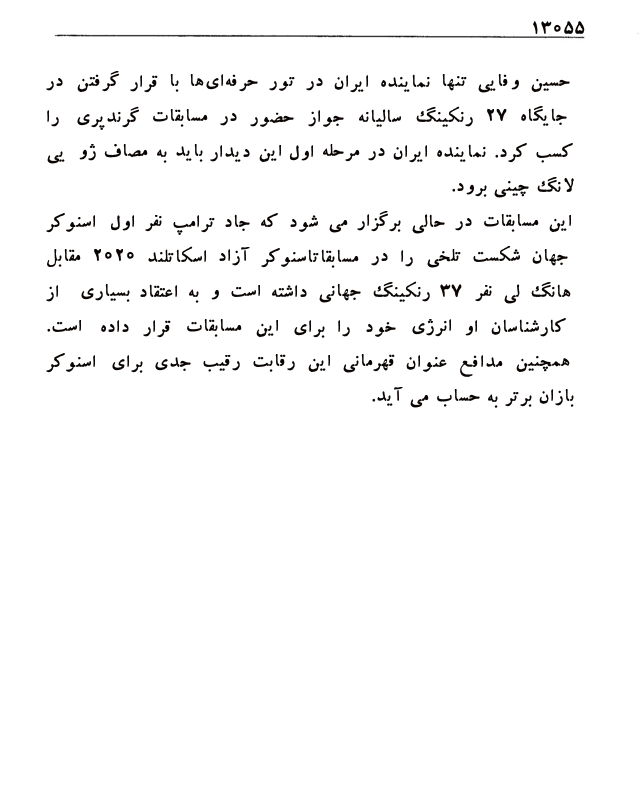 ۱۳۰۵۵
حسین وفایی تنها نماینده ایران در تور حرفه‌ای‌ها با قرار گرفتن در
جایگاه ۲۷ رنکینگ سالیانه جواز حضور در مسابقات گرندپری را
کسب کرد. نماینده ایران در مرحله اول این دیدار باید به مصاف ژو یی
لانگ چینی برود.
این مسابقات در حالی برگزار می شود که جاد ترامپ نفر اول اسنوکر
جهان شکست تلخی را در مسابقاتاسنوکر آزاد اسکاتلند ۲۰۲۰ مقابل
هانگ لی نفر ۳۷ رنکینگ جهانی داشته است و به اعتقاد بسیاری از
کارشناسان او انرژی خود را برای این مسابقات قرار داده است.
همچنین مدافع عنوان قهرمانی این رقابت رقیب جدی برای اسنوکر
بازان برتر به حساب می آید.